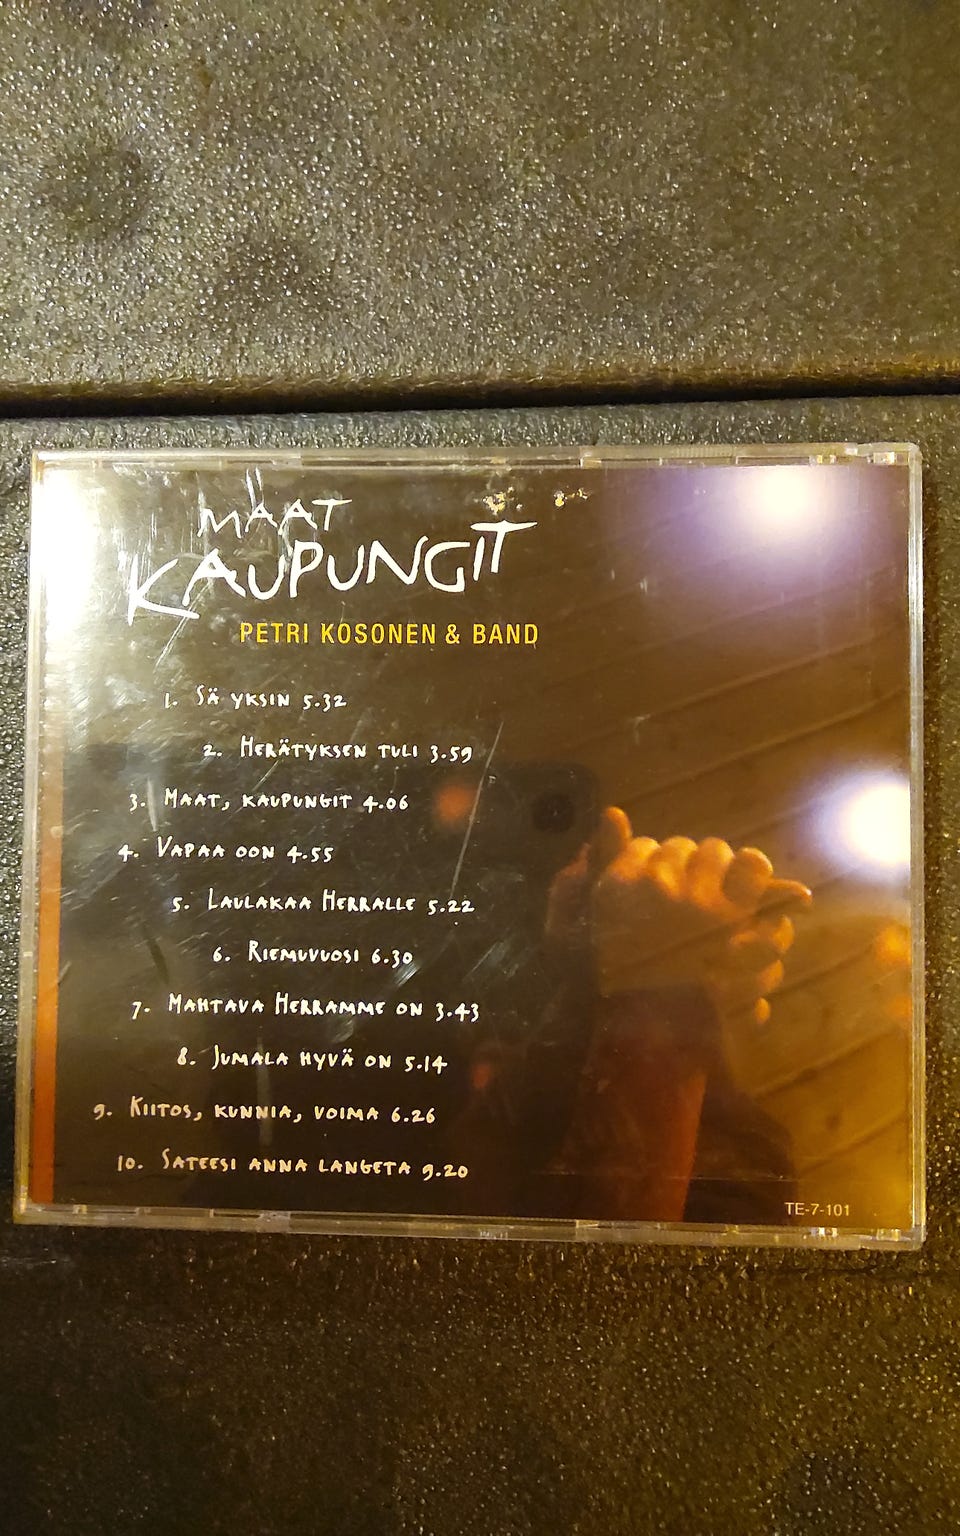 MAAT
KAUPUNGIT
PETRI KOSONEN & BAND
1. SÄ YKSIN 5.32
2. HERÄTYKSEN TULI 3.59
3. MAAT, KAUPUNGIT 4.06
4. VAPAA OON 4.55
5. LAULAKAA HERRALLE 5.22
6. RIEMUVUOSI 6.30
7. MAHTAVA HERRAMME ON 3.43
8. JUMALA HYVÄ ON 5.14
9. KIITOS, KUNNIA, VOIMA 6.26
10. SATEESI ANNA LANGETA 9.20
TE-7-101